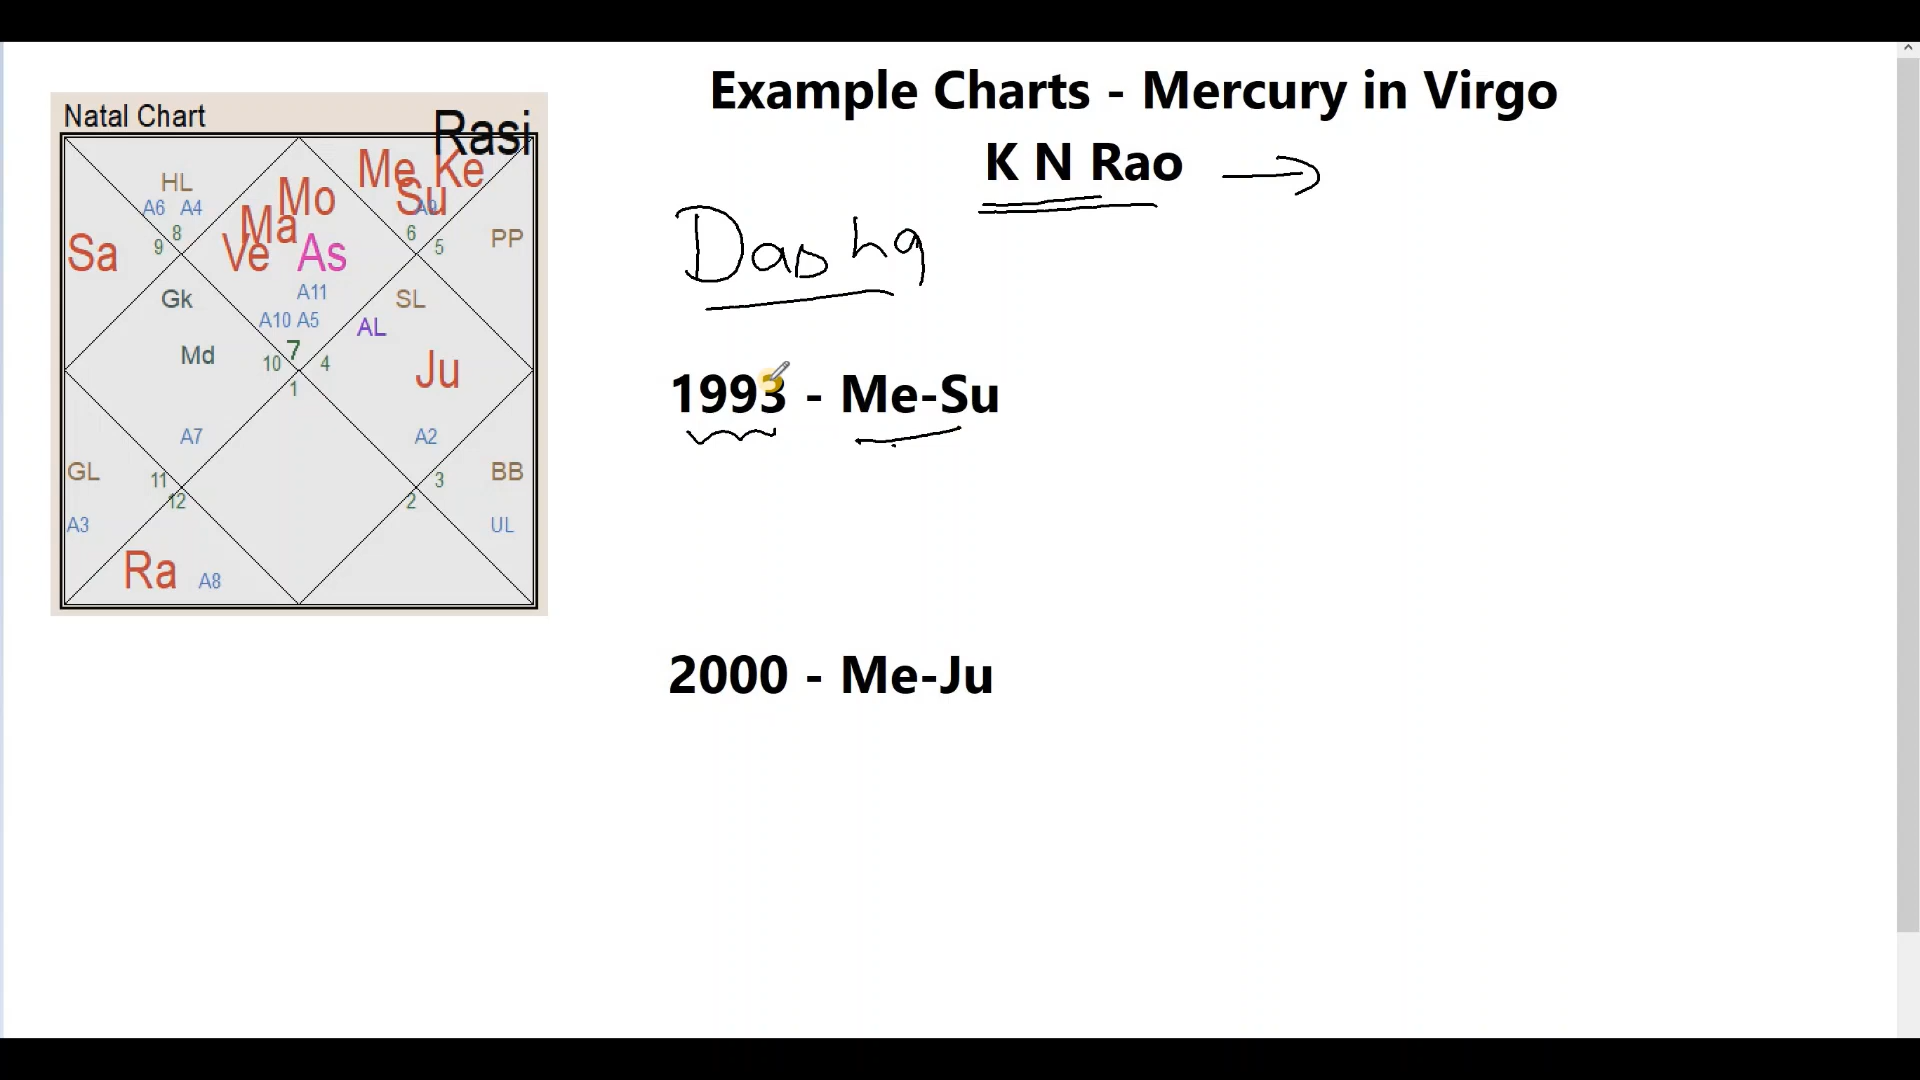 Example Charts - Mercury in Virgo
K N Rao
Dasha
1993 - Me-Su
2000 - Me-Ju
Natal Chart
Rasi
HL
A6 A4
8
9
Sa
Mo
Ma
Ve As
A11
A10 A5
7
Me Ke
Su
A9
6
5
PP
Gk
Md
10
SL
AL
4
Ju
1
A7
A2
GL
11
12
A3
Ra A8
3
2
BB
UL